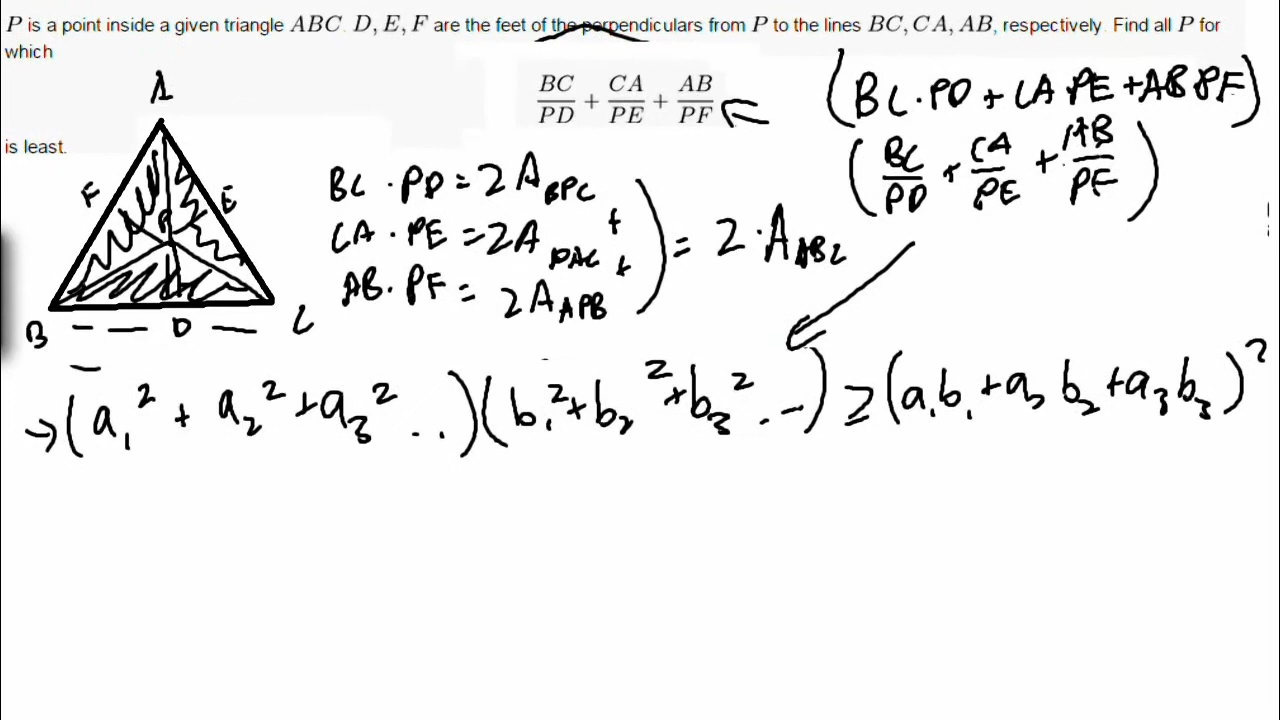 P is a point inside a given triangle ABC. D, E, F are the feet of the perpendiculars from P to the lines BC, CA, AB, respectively. Find all P for
which
BC/PD + CA/PE + AB/PF
is least.
(BC·PD + CA·PE + AB·PF)
(BC/PD + CA/PE + AB/PF)
A
F E
P
B D C
BC · PD = 2A_BPC
CA · PE = 2A_PAC +
AB · PF = 2A_APB +
) = 2·A_ABC
→ (a₁² + a₂² + a₃² ..)(b₁² + b₂² + b₃² ...) ≥ (a₁b₁ + a₂b₂ + a₃b₃)²